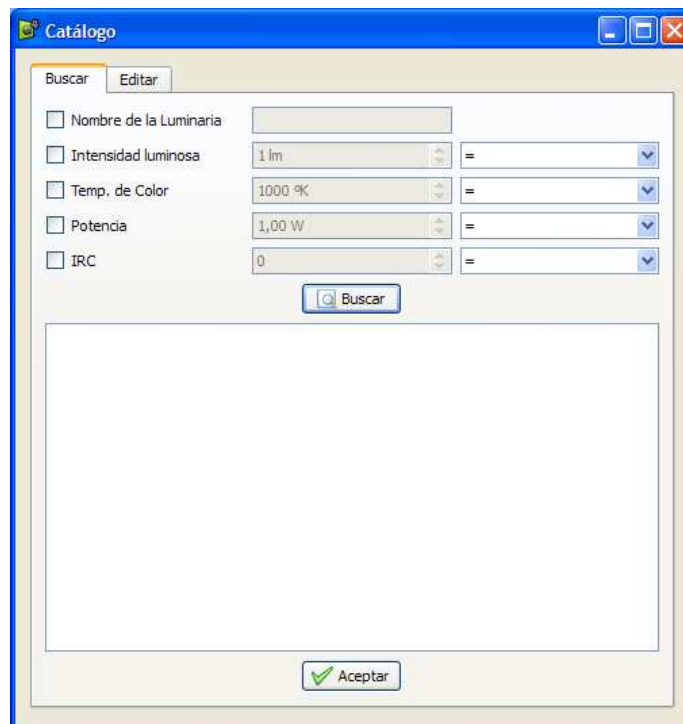 Catálogo
Buscar Editar
Nombre de la Luminaria
Intensidad luminosa 1 lm =
Temp. de Color 1000 ºK =
Potencia 1,00 W =
IRC 0 =
Buscar
Aceptar